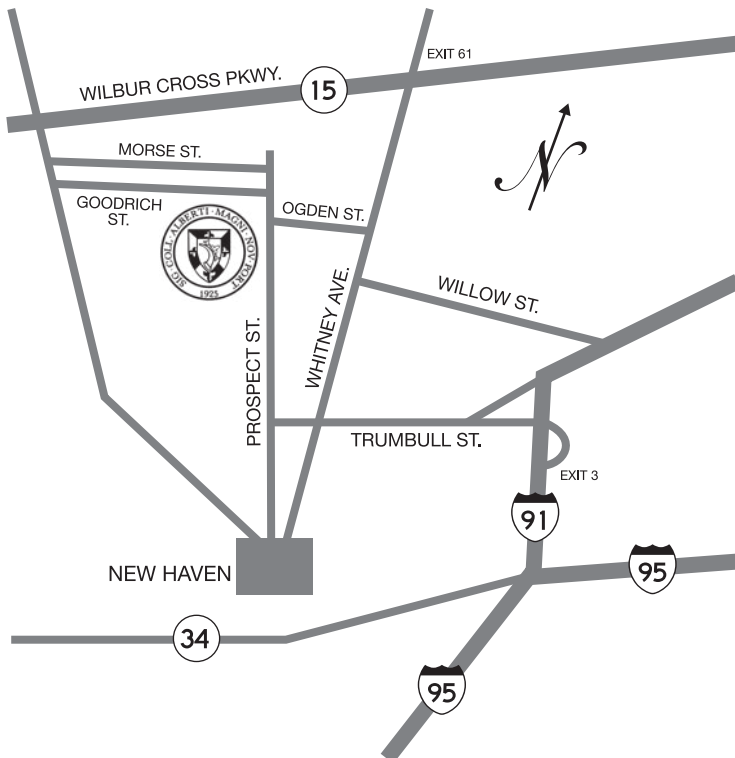 EXIT 61
WILBUR CROSS PKWY.
15
MORSE ST.
GOODRICH
ST.
OGDEN ST.
SIG · COLL · ALBERTI · MAGNI · NOV · PORT
1925
N
WILLOW ST.
WHITNEY AVE.
PROSPECT ST.
TRUMBULL ST.
EXIT 3
91
95
NEW HAVEN
34
95